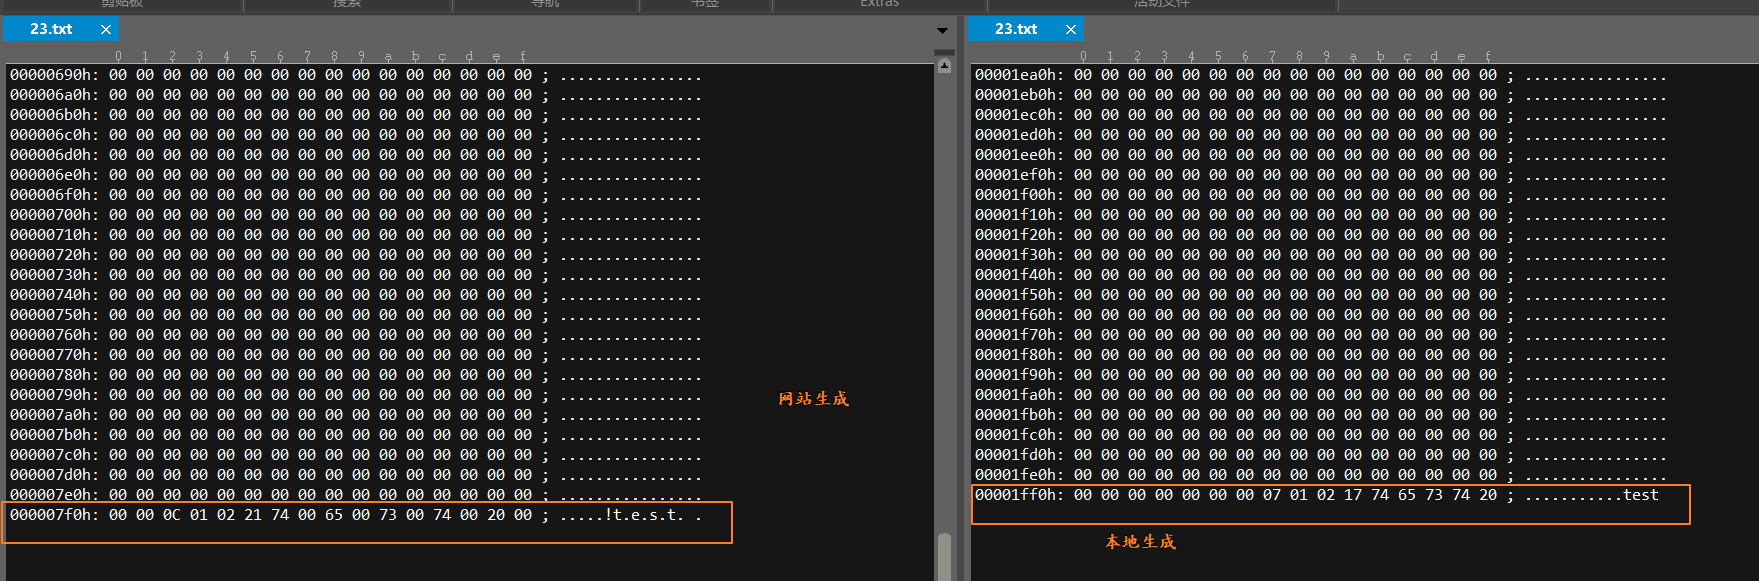 剪贴板 搜索 导航 书签 Extras 活动文件
23.txt
0 1 2 3 4 5 6 7 8 9 a b c d e f
00000690h: 00 00 00 00 00 00 00 00 00 00 00 00 00 00 00 00 ; ................
000006a0h: 00 00 00 00 00 00 00 00 00 00 00 00 00 00 00 00 ; ................
000006b0h: 00 00 00 00 00 00 00 00 00 00 00 00 00 00 00 00 ; ................
000006c0h: 00 00 00 00 00 00 00 00 00 00 00 00 00 00 00 00 ; ................
000006d0h: 00 00 00 00 00 00 00 00 00 00 00 00 00 00 00 00 ; ................
000006e0h: 00 00 00 00 00 00 00 00 00 00 00 00 00 00 00 00 ; ................
000006f0h: 00 00 00 00 00 00 00 00 00 00 00 00 00 00 00 00 ; ................
00000700h: 00 00 00 00 00 00 00 00 00 00 00 00 00 00 00 00 ; ................
00000710h: 00 00 00 00 00 00 00 00 00 00 00 00 00 00 00 00 ; ................
00000720h: 00 00 00 00 00 00 00 00 00 00 00 00 00 00 00 00 ; ................
00000730h: 00 00 00 00 00 00 00 00 00 00 00 00 00 00 00 00 ; ................
00000740h: 00 00 00 00 00 00 00 00 00 00 00 00 00 00 00 00 ; ................
00000750h: 00 00 00 00 00 00 00 00 00 00 00 00 00 00 00 00 ; ................
00000760h: 00 00 00 00 00 00 00 00 00 00 00 00 00 00 00 00 ; ................
00000770h: 00 00 00 00 00 00 00 00 00 00 00 00 00 00 00 00 ; ................
00000780h: 00 00 00 00 00 00 00 00 00 00 00 00 00 00 00 00 ; ................
00000790h: 00 00 00 00 00 00 00 00 00 00 00 00 00 00 00 00 ; ................
000007a0h: 00 00 00 00 00 00 00 00 00 00 00 00 00 00 00 00 ; ................
000007b0h: 00 00 00 00 00 00 00 00 00 00 00 00 00 00 00 00 ; ................
000007c0h: 00 00 00 00 00 00 00 00 00 00 00 00 00 00 00 00 ; ................
000007d0h: 00 00 00 00 00 00 00 00 00 00 00 00 00 00 00 00 ; ................
000007e0h: 00 00 00 00 00 00 00 00 00 00 00 00 00 00 00 00 ; ................
000007f0h: 00 00 0C 01 02 21 74 00 65 00 73 00 74 00 20 00 ; .....!t.e.s.t. .
网站生成
23.txt
0 1 2 3 4 5 6 7 8 9 a b c d e f
00001ea0h: 00 00 00 00 00 00 00 00 00 00 00 00 00 00 00 00 ; ................
00001eb0h: 00 00 00 00 00 00 00 00 00 00 00 00 00 00 00 00 ; ................
00001ec0h: 00 00 00 00 00 00 00 00 00 00 00 00 00 00 00 00 ; ................
00001ed0h: 00 00 00 00 00 00 00 00 00 00 00 00 00 00 00 00 ; ................
00001ee0h: 00 00 00 00 00 00 00 00 00 00 00 00 00 00 00 00 ; ................
00001ef0h: 00 00 00 00 00 00 00 00 00 00 00 00 00 00 00 00 ; ................
00001f00h: 00 00 00 00 00 00 00 00 00 00 00 00 00 00 00 00 ; ................
00001f10h: 00 00 00 00 00 00 00 00 00 00 00 00 00 00 00 00 ; ................
00001f20h: 00 00 00 00 00 00 00 00 00 00 00 00 00 00 00 00 ; ................
00001f30h: 00 00 00 00 00 00 00 00 00 00 00 00 00 00 00 00 ; ................
00001f40h: 00 00 00 00 00 00 00 00 00 00 00 00 00 00 00 00 ; ................
00001f50h: 00 00 00 00 00 00 00 00 00 00 00 00 00 00 00 00 ; ................
00001f60h: 00 00 00 00 00 00 00 00 00 00 00 00 00 00 00 00 ; ................
00001f70h: 00 00 00 00 00 00 00 00 00 00 00 00 00 00 00 00 ; ................
00001f80h: 00 00 00 00 00 00 00 00 00 00 00 00 00 00 00 00 ; ................
00001f90h: 00 00 00 00 00 00 00 00 00 00 00 00 00 00 00 00 ; ................
00001fa0h: 00 00 00 00 00 00 00 00 00 00 00 00 00 00 00 00 ; ................
00001fb0h: 00 00 00 00 00 00 00 00 00 00 00 00 00 00 00 00 ; ................
00001fc0h: 00 00 00 00 00 00 00 00 00 00 00 00 00 00 00 00 ; ................
00001fd0h: 00 00 00 00 00 00 00 00 00 00 00 00 00 00 00 00 ; ................
00001fe0h: 00 00 00 00 00 00 00 00 00 00 00 00 00 00 00 00 ; ................
00001ff0h: 00 00 00 00 00 00 00 07 01 02 17 74 65 73 74 20 ; ...........test
本地生成